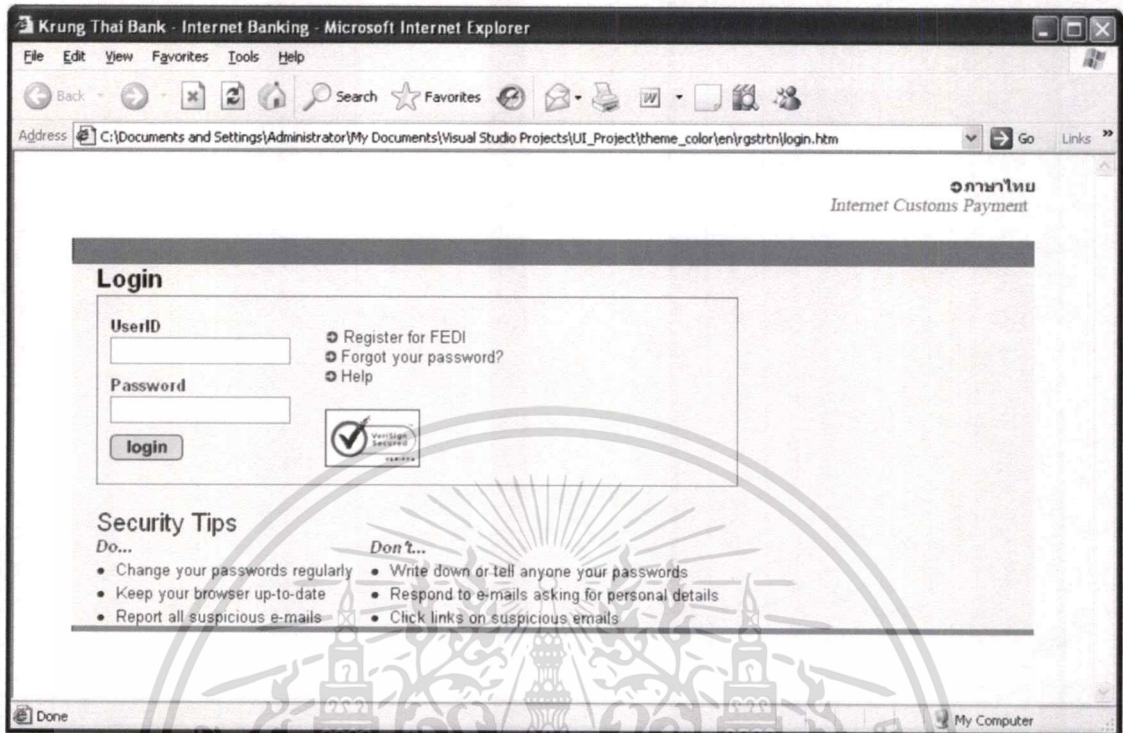 Krung Thai Bank - Internet Banking - Microsoft Internet Explorer
File Edit View Favorites Tools Help
Back Search Favorites
Address C:\Documents and Settings\Administrator\My Documents\Visual Studio Projects\UI_Project\theme_color\en\rgstrtn\login.htm Go Links »
ภาษาไทย
Internet Customs Payment
Login
UserID
Register for FEDI
Forgot your password?
Password
Help
login
VeriSign
Secured
Security Tips
Do... Don't...
• Change your passwords regularly • Write down or tell anyone your passwords
• Keep your browser up-to-date • Respond to e-mails asking for personal details
• Report all suspicious e-mails • Click links on suspicious emails
Done My Computer